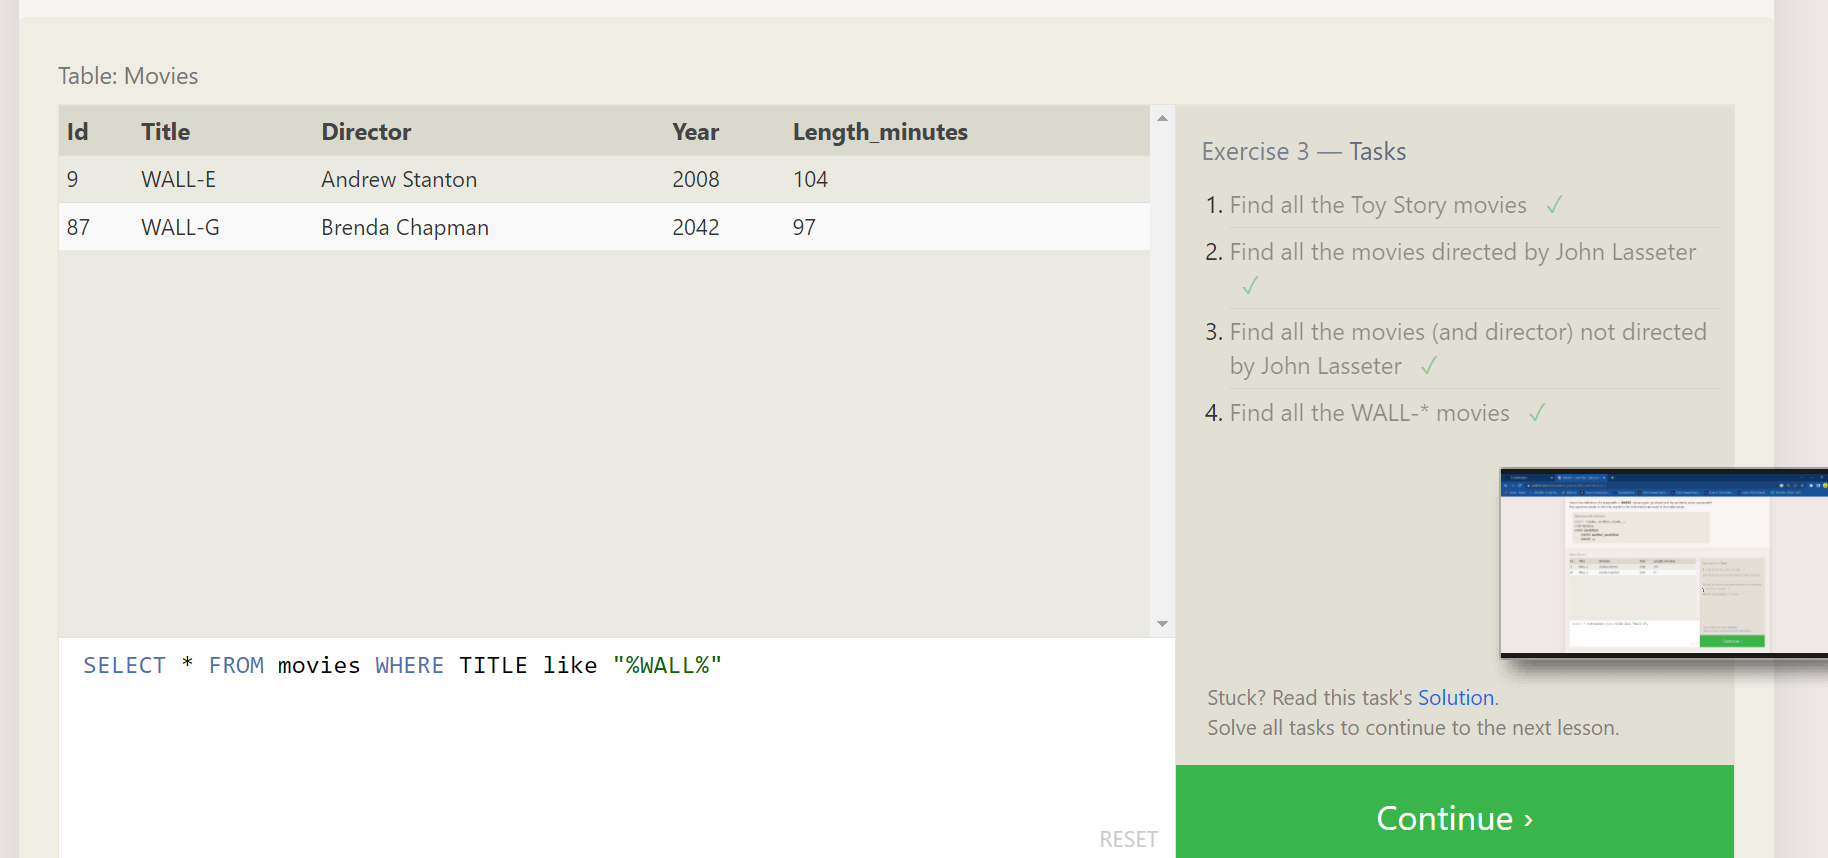 Table: Movies
Id Title Director Year Length_minutes
9 WALL-E Andrew Stanton 2008 104
87 WALL-G Brenda Chapman 2042 97
SELECT * FROM movies WHERE TITLE like "%WALL%"
RESET
Exercise 3 — Tasks
1. Find all the Toy Story movies ✓
2. Find all the movies directed by John Lasseter
✓
3. Find all the movies (and director) not directed
by John Lasseter ✓
4. Find all the WALL-* movies ✓
Stuck? Read this task's Solution.
Solve all tasks to continue to the next lesson.
Continue ›